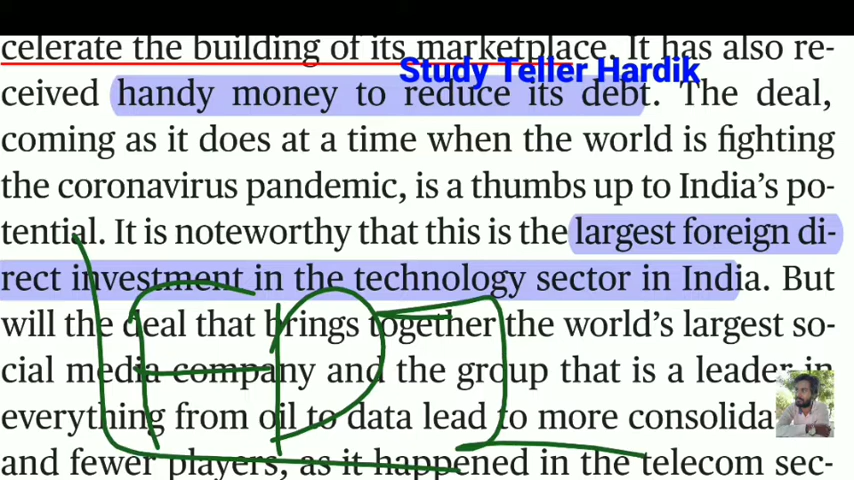 celerate the building of its marketplace. It has also re-
Study Teller Hardik
ceived handy money to reduce its debt. The deal,
coming as it does at a time when the world is fighting
the coronavirus pandemic, is a thumbs up to India's po-
tential. It is noteworthy that this is the largest foreign di-
rect investment in the technology sector in India. But
will the deal that brings together the world's largest so-
cial media company and the group that is a leader in
everything from oil to data lead to more consolida
and fewer players, as it happened in the telecom sec-